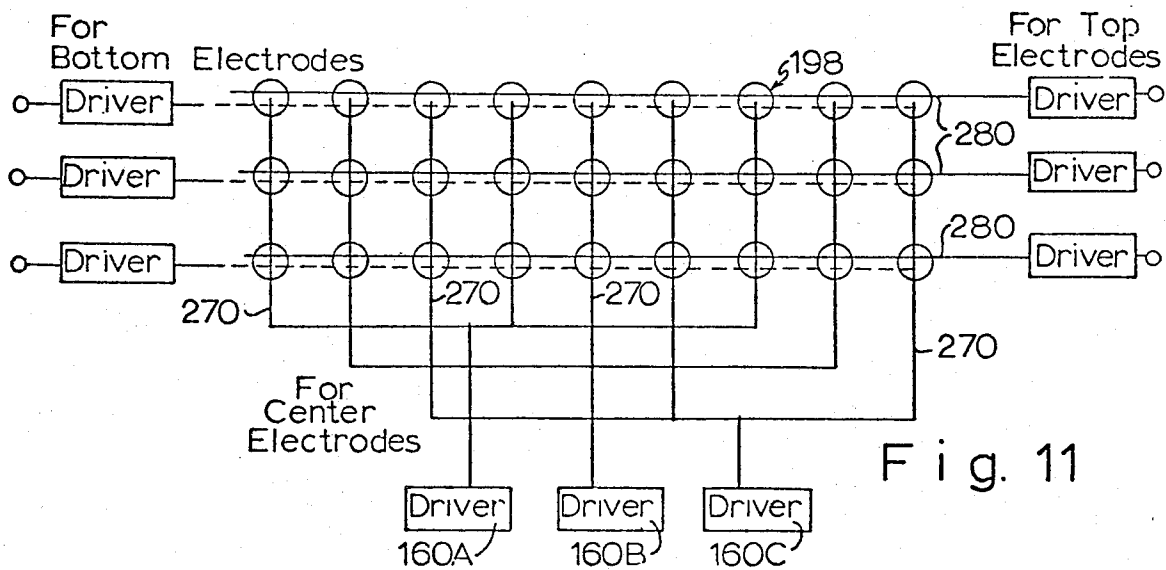 For
Bottom Electrodes
For Top
Electrodes
198
Driver
Driver
280
Driver
Driver
280
Driver
Driver
270
270
270
270
For
Center
Electrodes
Fig. 11
Driver
Driver
Driver
160A
160B
160C